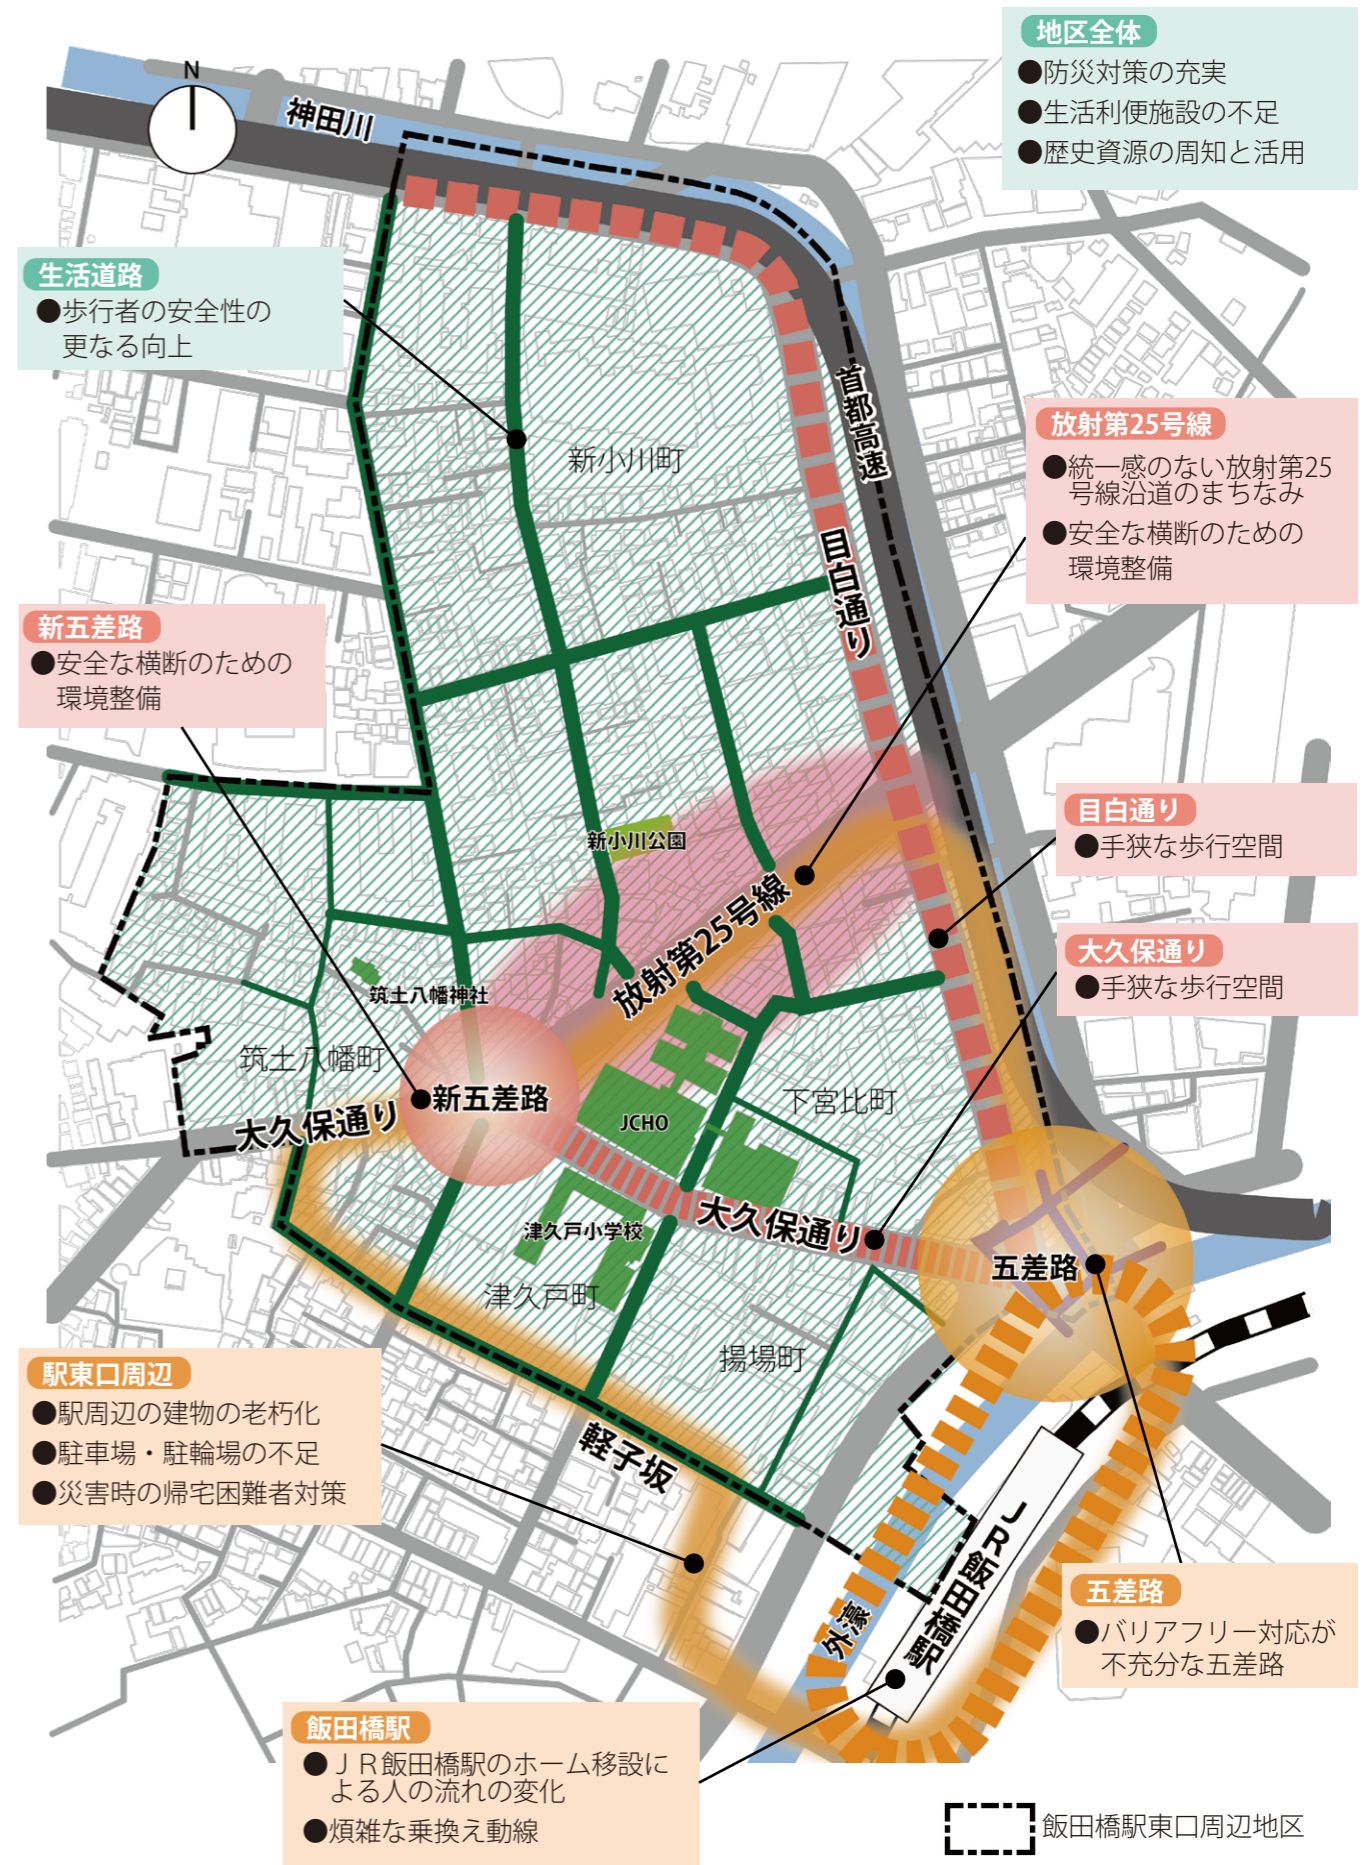 地区全体
●防災対策の充実
●生活利便施設の不足
●歴史資源の周知と活用
N
神田川
生活道路
●歩行者の安全性の
更なる向上
首都高速
放射第25号線
●統一感のない放射第25
号線沿道のまちなみ
●安全な横断のための
環境整備
新小川町
目白通り
新五差路
●安全な横断のための
環境整備
目白通り
●手狭な歩行空間
新小川公園
放射第25号線
大久保通り
●手狭な歩行空間
筑土八幡神社
筑土八幡町
新五差路
大久保通り
下宮比町
JCHO
大久保通り
津久戸小学校
五差路
津久戸町
揚場町
駅東口周辺
●駅周辺の建物の老朽化
●駐車場・駐輪場の不足
●災害時の帰宅困難者対策
軽子坂
JR飯田橋駅
外濠
五差路
●バリアフリー対応が
不充分な五差路
飯田橋駅
●ＪＲ飯田橋駅のホーム移設に
よる人の流れの変化
●煩雑な乗換え動線
飯田橋駅東口周辺地区